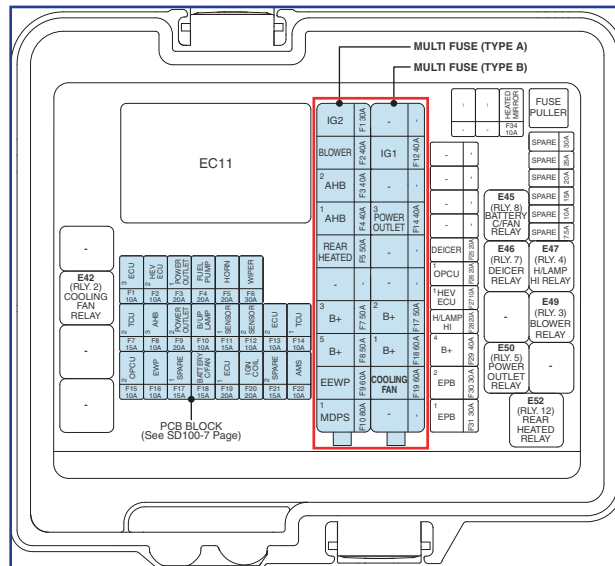 MULTI FUSE (TYPE A)
MULTI FUSE (TYPE B)
EC11
IG2 F1 30A
BLOWER F2 40A
2 AHB F3 40A
1 AHB F4 40A
REAR HEATED F5 50A
- -
3 B+ F7 50A
5 B+ F8 50A
EEWP F9 60A
1 MDPS F10 80A
- -
IG1 F12 40A
- -
3 POWER OUTLET F14 40A
- -
- -
2 B+ F17 50A
1 B+ F18 60A
COOLING FAN F19 60A
- -
- -
- -
HEATED MIRROR
F34 10A
FUSE PULLER
SPARE 30A
SPARE 25A
SPARE 20A
SPARE 15A
SPARE 10A
SPARE 7.5A
- -
- -
- -
- -
DEICER F25 20A
1 OPCU F26 20A
1 HEV ECU F27 10A
H/LAMP HI F28 20A
4 B+ F29 40A
2 EPB F30 30A
1 EPB F31 30A
E45
(RLY. 8)
BATTERY
C/FAN
RELAY
E46
(RLY. 7)
DEICER
RELAY
E47
(RLY. 4)
H/LAMP
HI RELAY
-
E49
(RLY. 3)
BLOWER
RELAY
E50
(RLY. 5)
POWER
OUTLET
RELAY
-
E52
(RLY. 12)
REAR
HEATED
RELAY
-
E42
(RLY. 2)
COOLING
FAN
RELAY
-
-
3 ECU F1 10A
2 HEV ECU F2 10A
1 POWER OUTLET F3 20A
FUEL PUMP F4 20A
HORN F5 20A
WIPER F6 30A
2 TCU F7 15A
3 AHB F8 10A
2 POWER OUTLET F9 20A
B/UP LAMP F10 10A
1 SENSOR F11 15A
2 SENSOR F12 10A
2 ECU F13 10A
1 TCU F14 10A
2 OPCU F15 10A
EWP F16 10A
1 SPARE F17 15A
BATTERY C/FAN F18 15A
1 ECU F19 20A
IGN COIL F20 20A
2 SPARE F21 15A
AMS F22 10A
PCB BLOCK
(See SD100-7 Page)